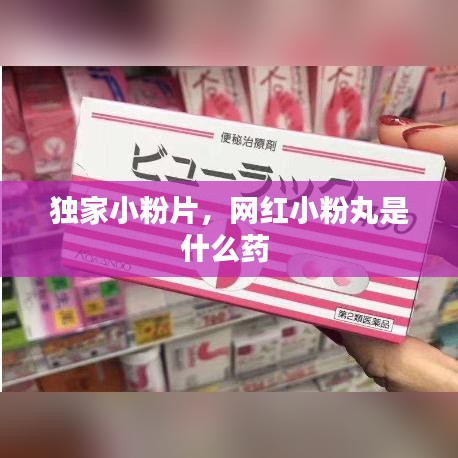 便秘治療剤
ビューラック
独家小粉片，网红小粉丸是
什么药
第2類医薬品